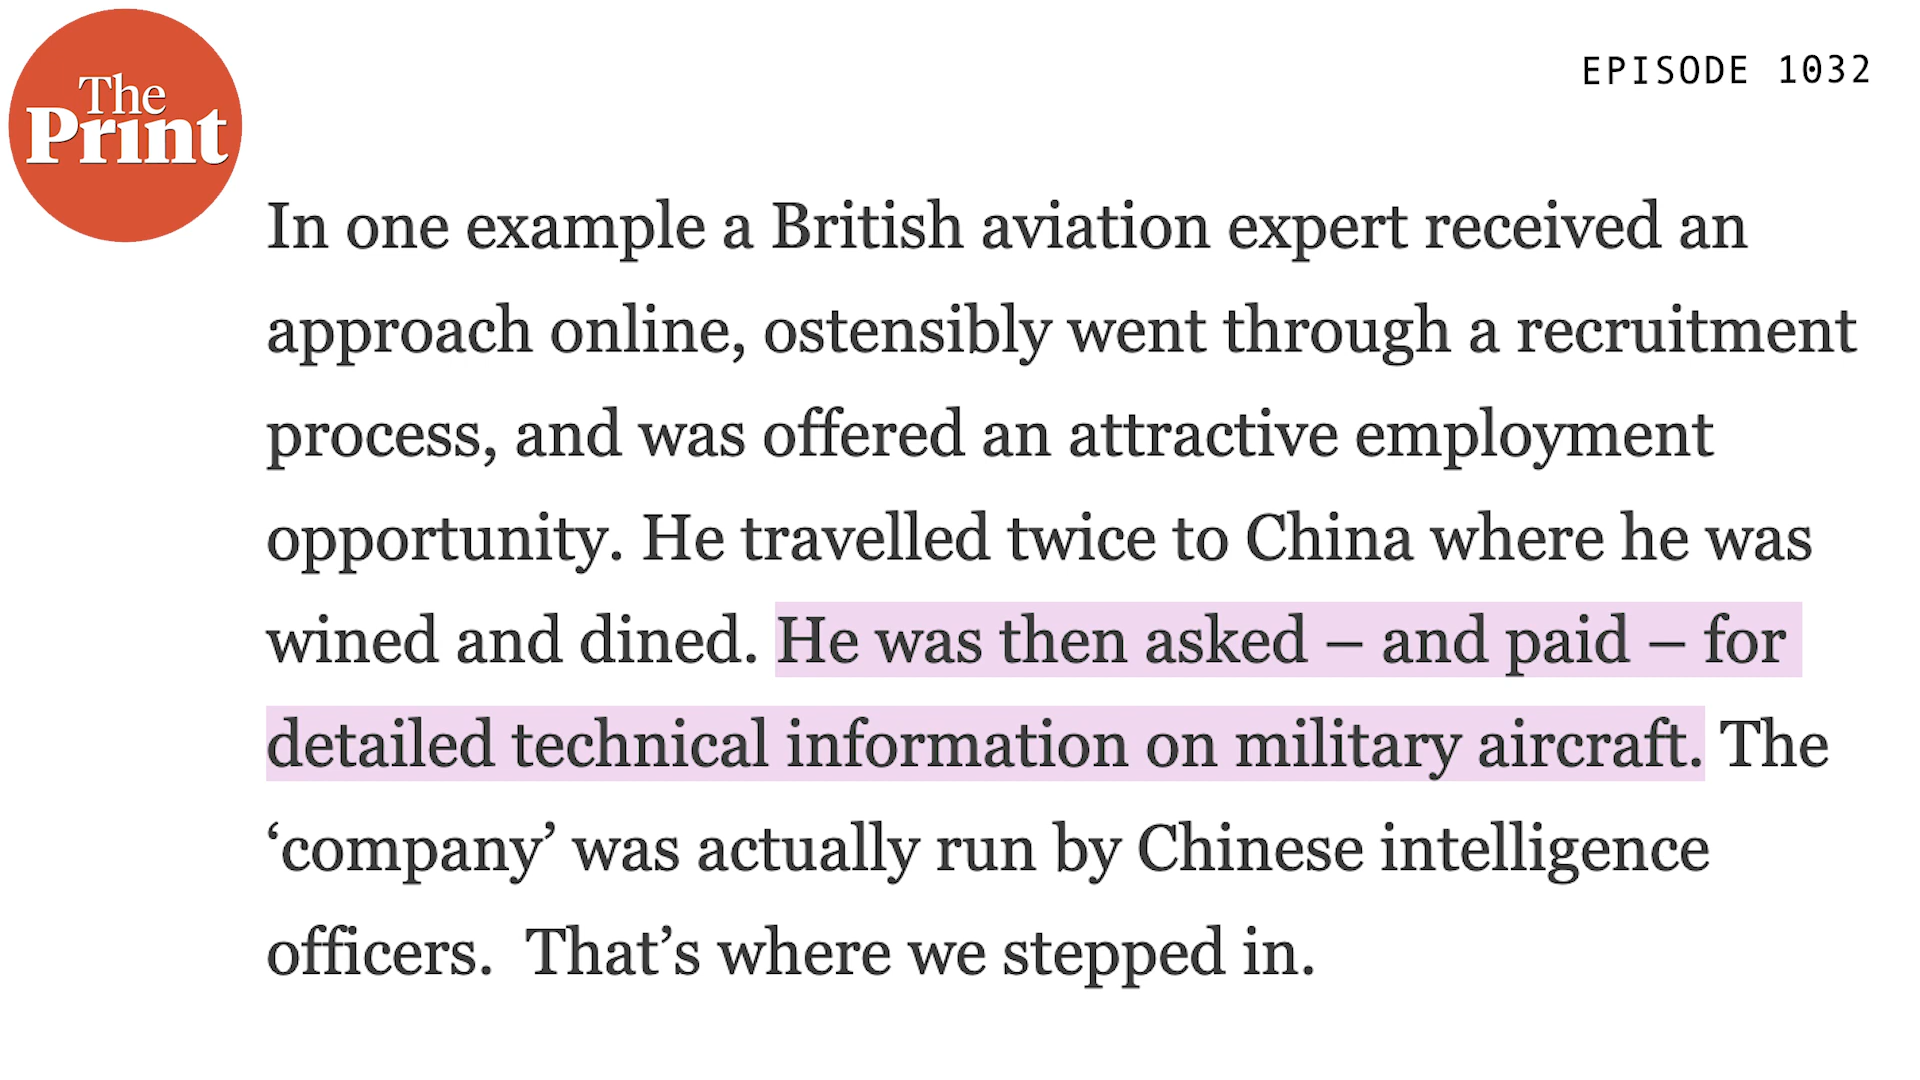 The
Print
EPISODE 1032
In one example a British aviation expert received an
approach online, ostensibly went through a recruitment
process, and was offered an attractive employment
opportunity. He travelled twice to China where he was
wined and dined. He was then asked – and paid – for
detailed technical information on military aircraft. The
‘company’ was actually run by Chinese intelligence
officers.  That’s where we stepped in.